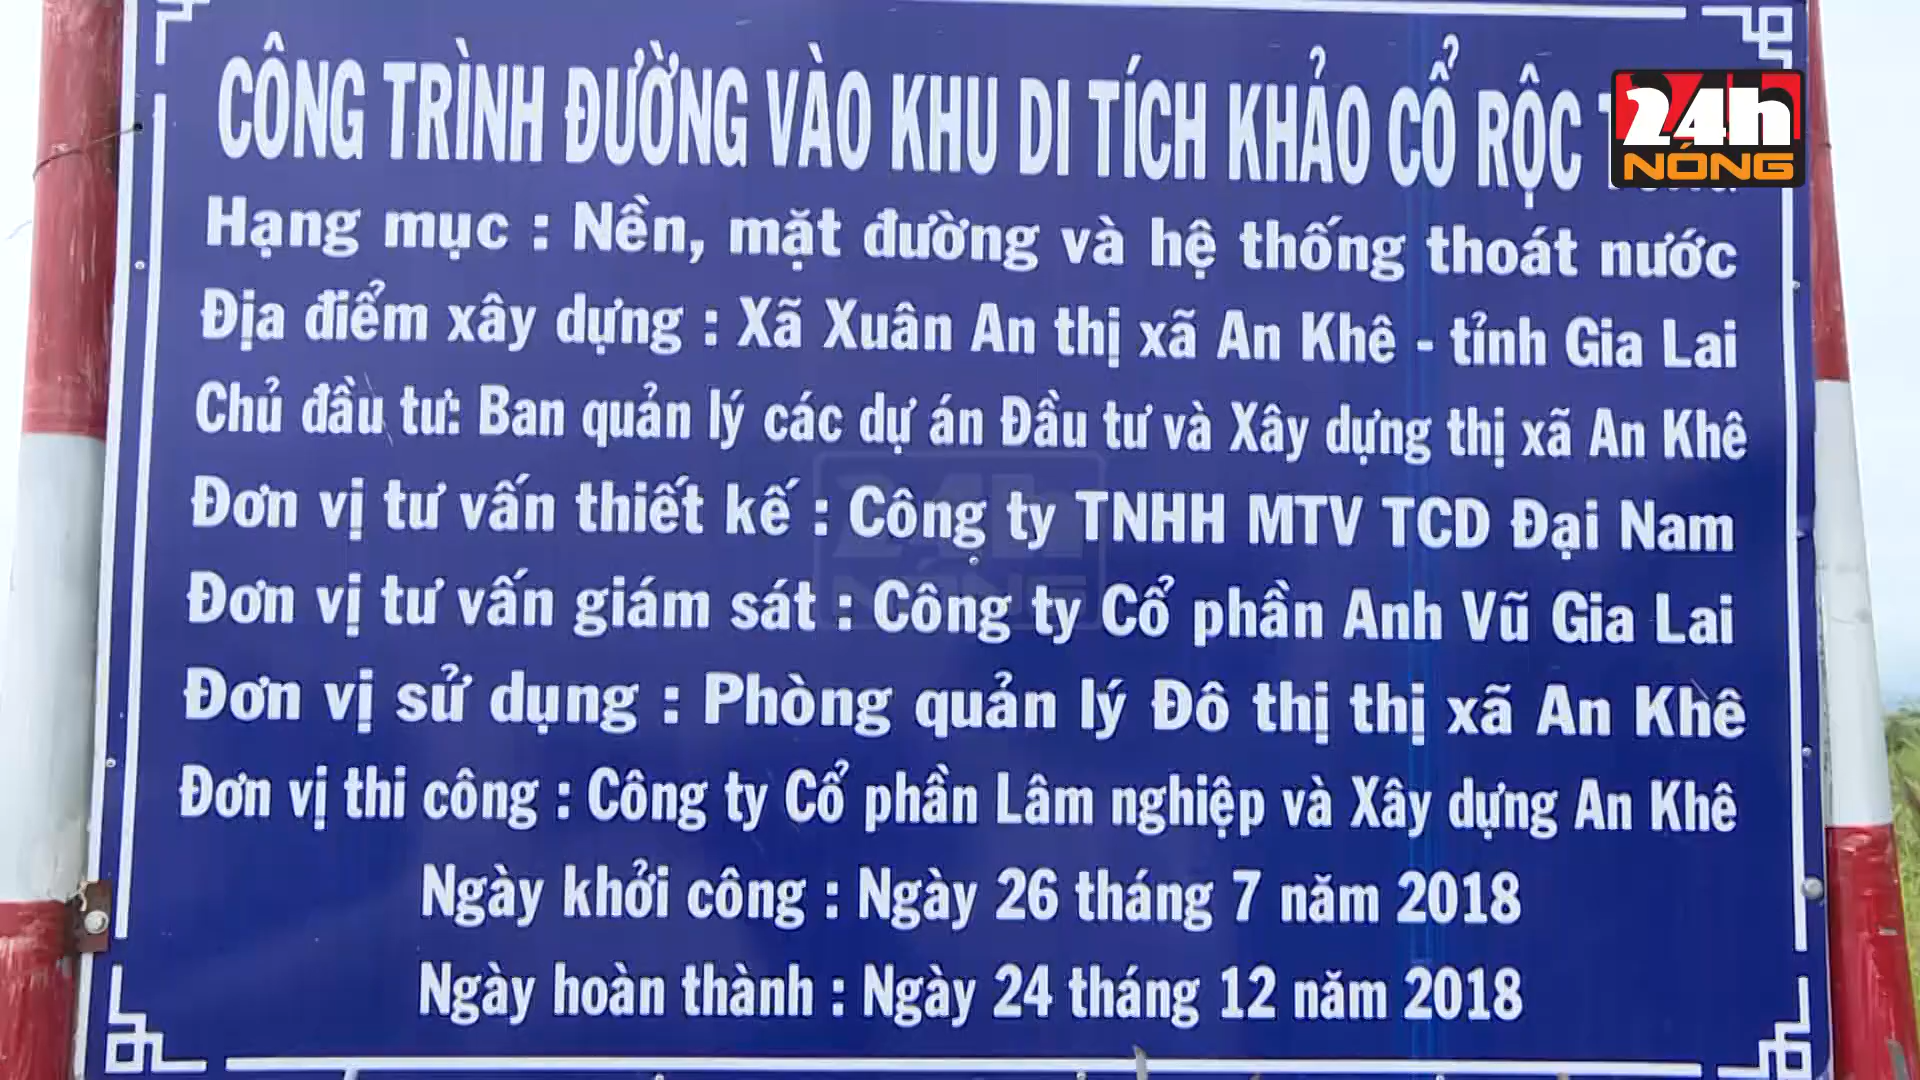 CÔNG TRÌNH ĐƯỜNG VÀO KHU DI TÍCH KHẢO CỔ RỘC
24h
NÓNG
Hạng mục : Nền, mặt đường và hệ thống thoát nước
Địa điểm xây dựng : Xã Xuân An thị xã An Khê - tỉnh Gia Lai
Chủ đầu tư: Ban quản lý các dự án Đầu tư và Xây dựng thị xã An Khê
Đơn vị tư vấn thiết kế : Công ty TNHH MTV TCD Đại Nam
24h
NÓNG
Đơn vị tư vấn giám sát : Công ty Cổ phần Anh Vũ Gia Lai
Đơn vị sử dụng : Phòng quản lý Đô thị thị xã An Khê
Đơn vị thi công : Công ty Cổ phần Lâm nghiệp và Xây dựng An Khê
Ngày khởi công : Ngày 26 tháng 7 năm 2018
Ngày hoàn thành : Ngày 24 tháng 12 năm 2018